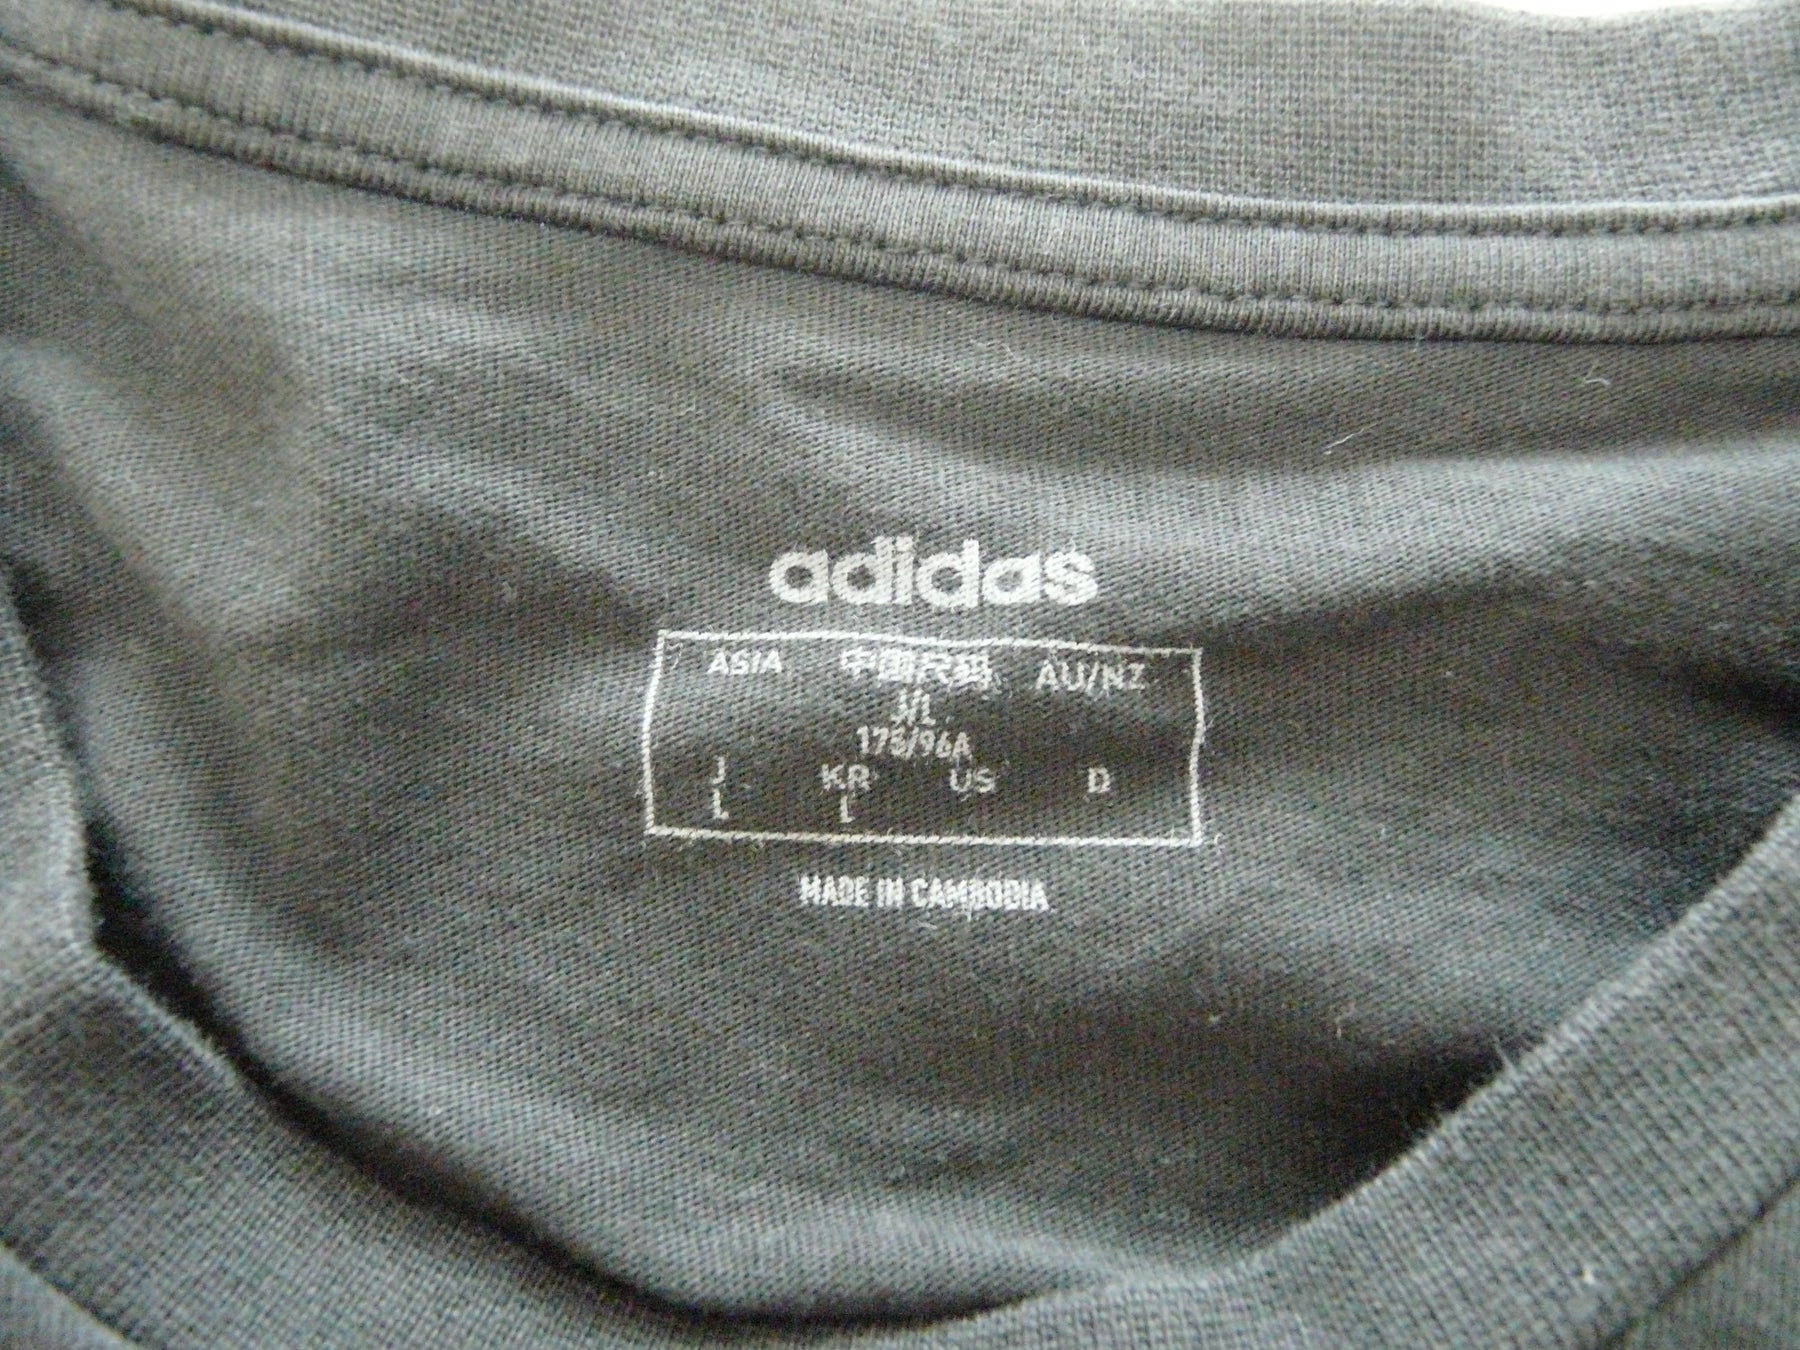 adidas
ASIA 中国尺码 AU/NZ
J/L
175/96A
J KR US D
L L
MADE IN CAMBODIA